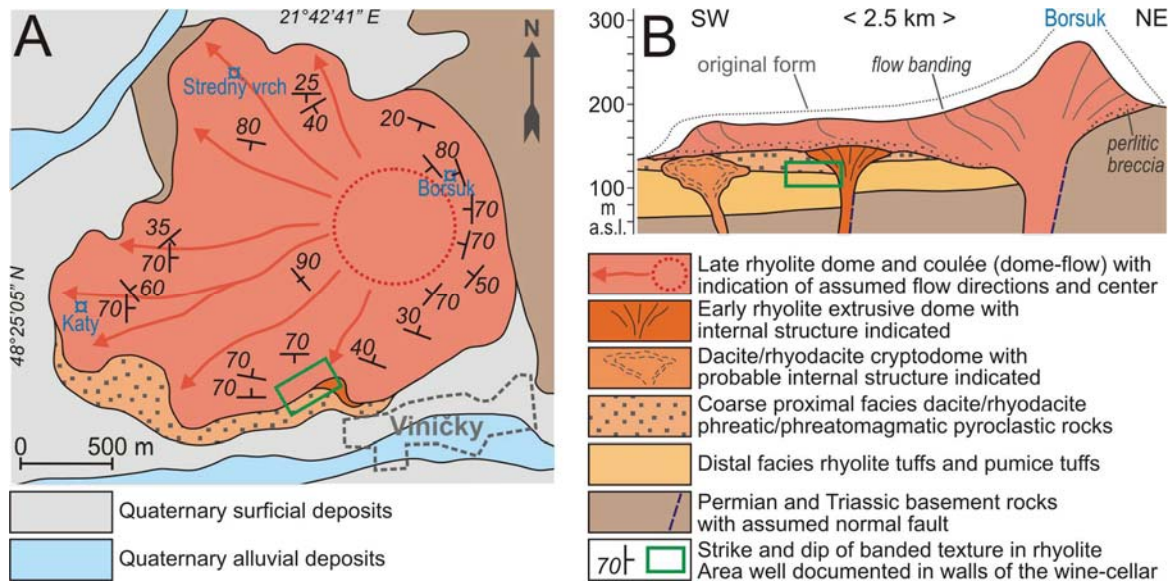 A
21°42'41" E
N
48°25'05" N
Stredny vrch
25
40
80
20
80
Borsuk
70
70
50
70
30
40
90
35
70
60
70
Katy
70
70
70
Viničky
0 500 m
Quaternary surficial deposits
Quaternary alluvial deposits
B
SW < 2.5 km > Borsuk NE
300
200
100
m
a.s.l.
original form
flow banding
perlitic
breccia
Late rhyolite dome and coulée (dome-flow) with
indication of assumed flow directions and center
Early rhyolite extrusive dome with
internal structure indicated
Dacite/rhyodacite cryptodome with
probable internal structure indicated
Coarse proximal facies dacite/rhyodacite
phreatic/phreatomagmatic pyroclastic rocks
Distal facies rhyolite tuffs and pumice tuffs
Permian and Triassic basement rocks
with assumed normal fault
70
Strike and dip of banded texture in rhyolite
Area well documented in walls of the wine-cellar